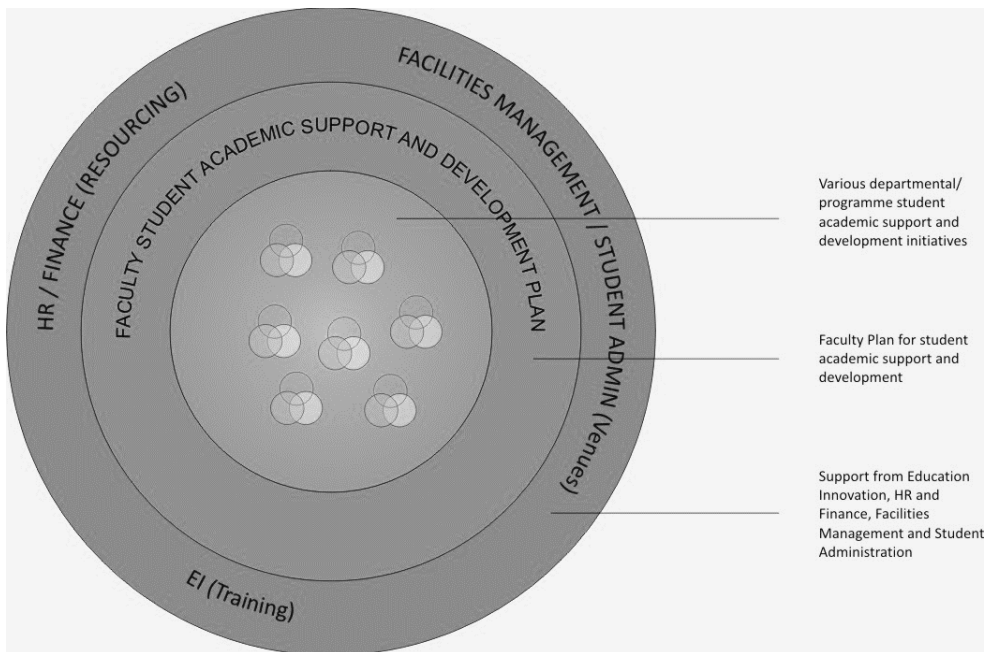 HR / FINANCE (RESOURCING)
FACILITIES MANAGEMENT / STUDENT ADMIN (Venues)
FACULTY STUDENT ACADEMIC SUPPORT AND DEVELOPMENT PLAN
EI (Training)
Various departmental/
programme student
academic support and
development initiatives
Faculty Plan for student
academic support and
development
Support from Education
Innovation, HR and
Finance, Facilities
Management and Student
Administration